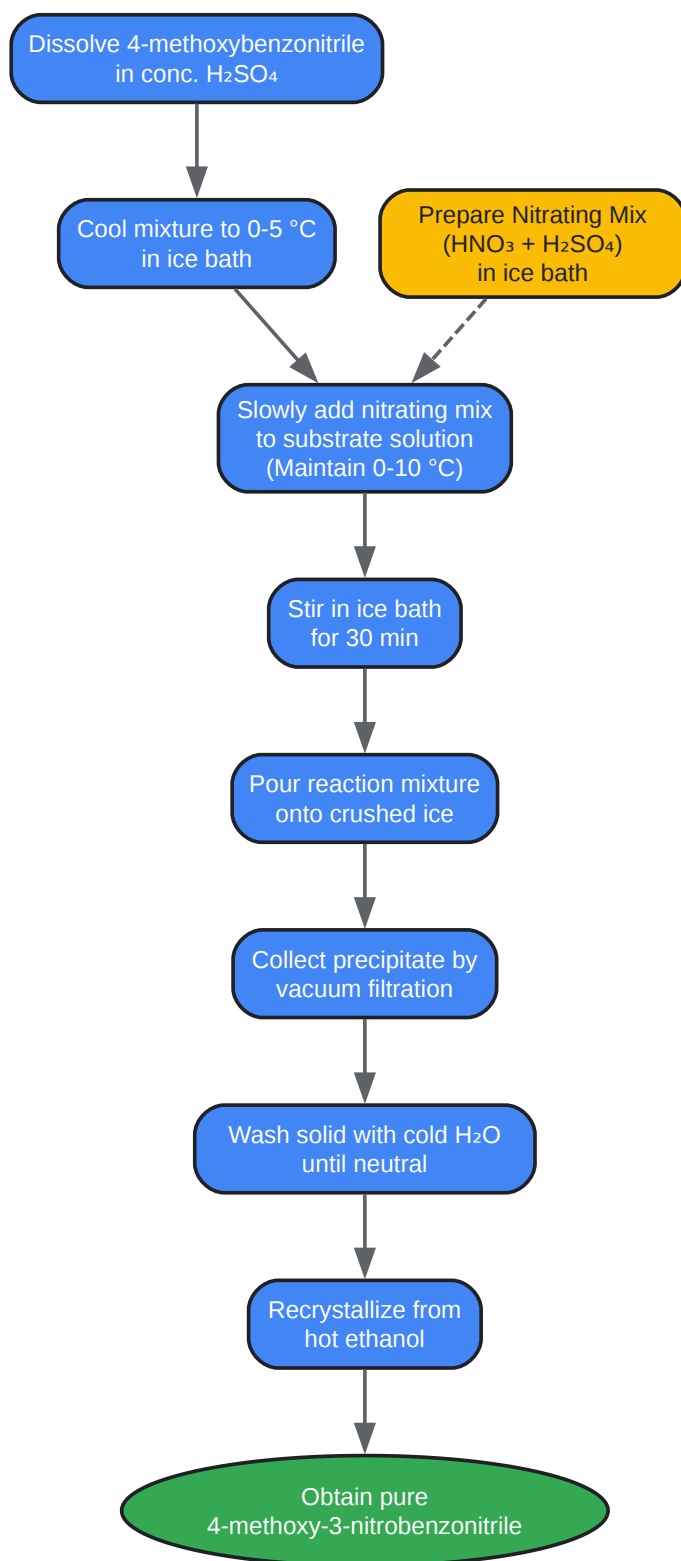 Dissolve 4-methoxybenzonitrile
in conc. H₂SO₄
Cool mixture to 0-5 °C
in ice bath
Prepare Nitrating Mix
(HNO₃ + H₂SO₄)
in ice bath
Slowly add nitrating mix
to substrate solution
(Maintain 0-10 °C)
Stir in ice bath
for 30 min
Pour reaction mixture
onto crushed ice
Collect precipitate by
vacuum filtration
Wash solid with cold H₂O
until neutral
Recrystallize from
hot ethanol
Obtain pure
4-methoxy-3-nitrobenzonitrile